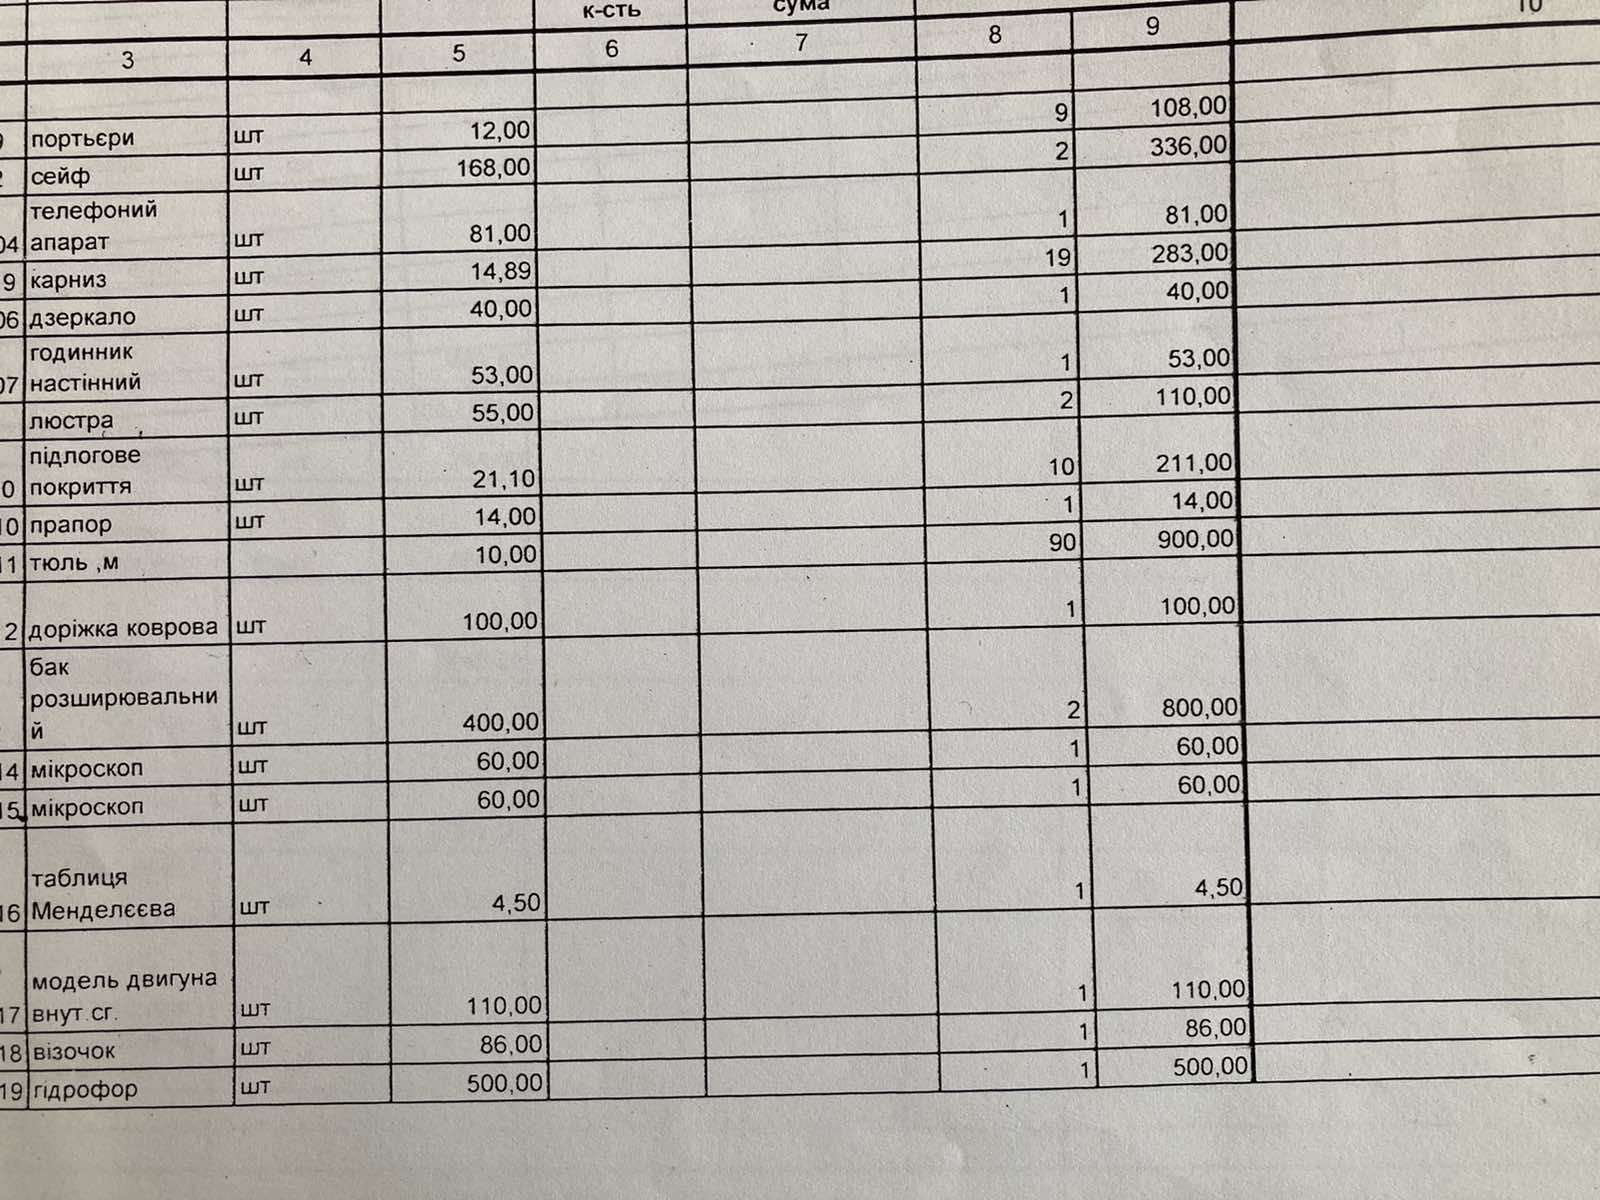 к-сть сума
3 4 5 6 7 8 9 10
портьєри шт 12,00 9 108,00
сейф шт 168,00 2 336,00
телефоний
04 апарат шт 81,00 1 81,00
9 карниз шт 14,89 19 283,00
06 дзеркало шт 40,00 1 40,00
годинник
07 настінний шт 53,00 1 53,00
люстра шт 55,00 2 110,00
підлогове
0 покриття шт 21,10 10 211,00
10 прапор шт 14,00 1 14,00
11 тюль ,м 10,00 90 900,00
2 доріжка коврова шт 100,00 1 100,00
бак
розширювальни
й шт 400,00 2 800,00
14 мікроскоп шт 60,00 1 60,00
15 мікроскоп шт 60,00 1 60,00
таблиця
16 Менделєєва шт 4,50 1 4,50
модель двигуна
17 внут.сг. шт 110,00 1 110,00
18 візочок шт 86,00 1 86,00
19 гідрофор шт 500,00 1 500,00